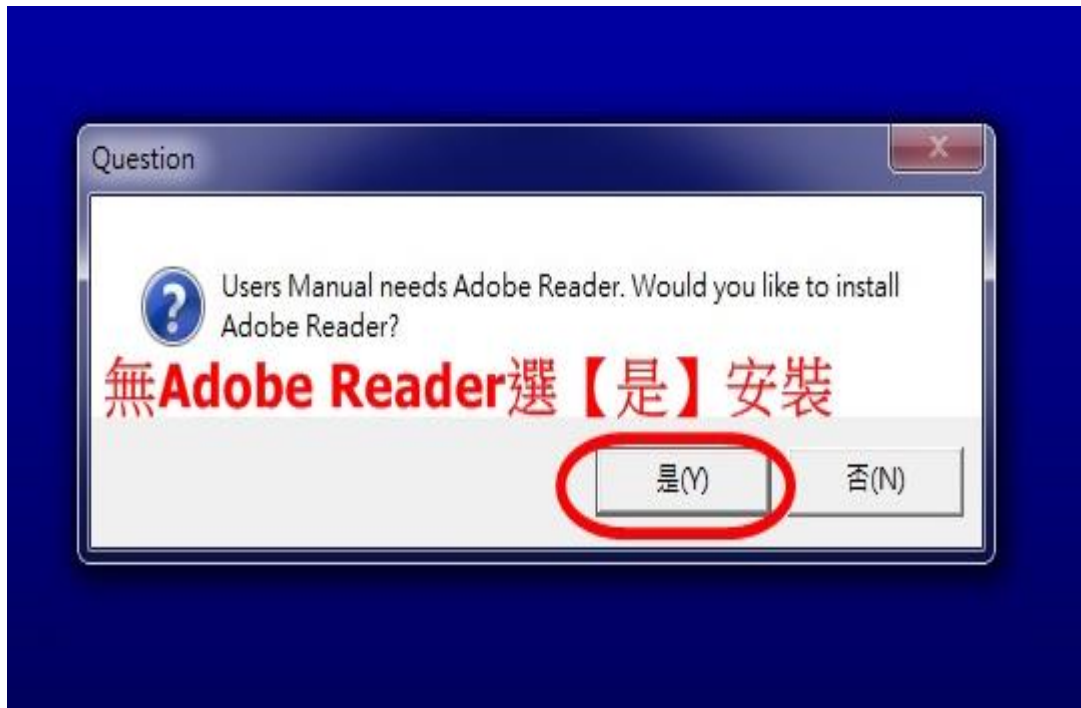 Question
Users Manual needs Adobe Reader. Would you like to install
Adobe Reader?
無Adobe Reader選【是】安裝
是(Y)
否(N)